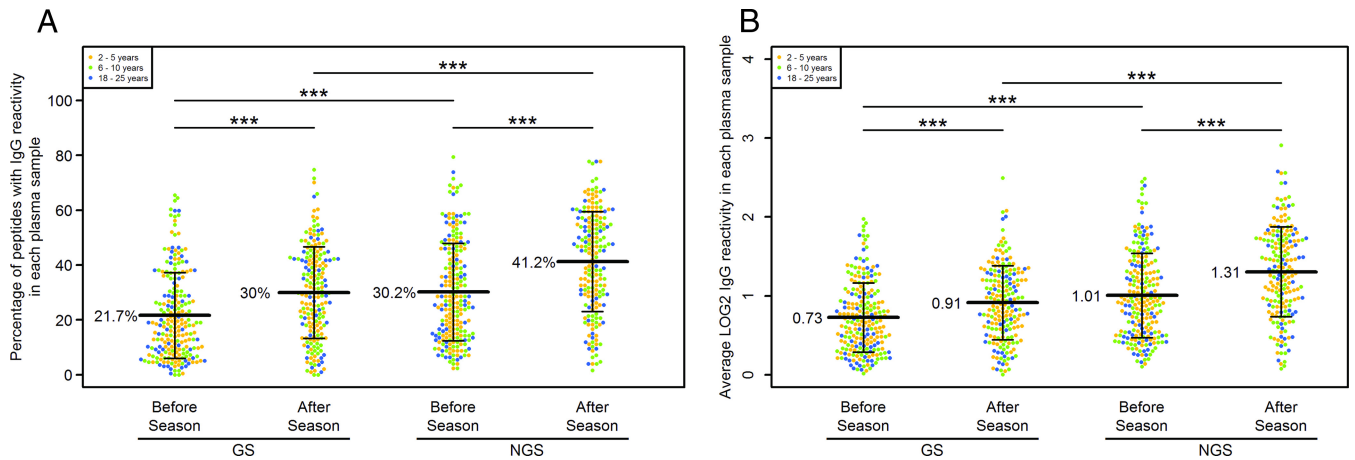 A
Percentage of peptides with IgG reactivity
in each plasma sample
2 - 5 years
6 - 10 years
18 - 25 years
100
80
60
40
20
0
***
***
***
***
21.7%
30%
30.2%
41.2%
Before
Season
After
Season
Before
Season
After
Season
GS
NGS
B
Average LOG2 IgG reactivity in each plasma sample
2 - 5 years
6 - 10 years
18 - 25 years
4
3
2
1
0
***
***
***
***
0.73
0.91
1.01
1.31
Before
Season
After
Season
Before
Season
After
Season
GS
NGS